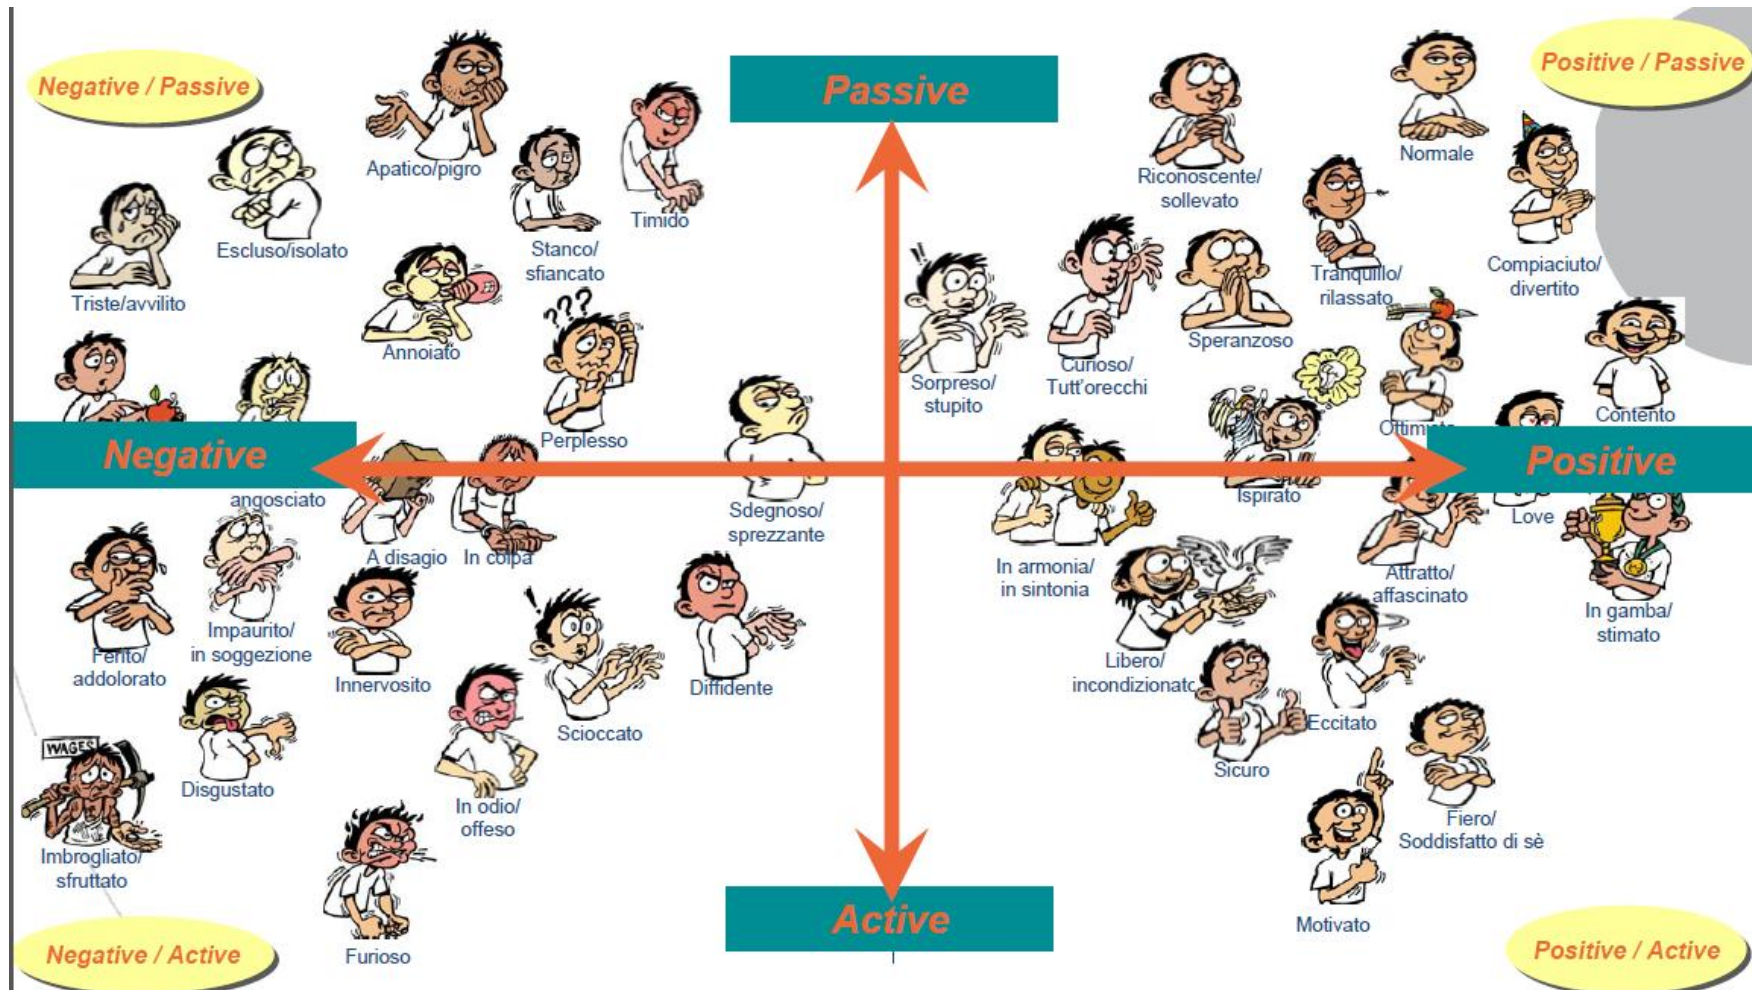 Negative / Passive
Passive
Positive / Passive
Apatico/pigro
Normale
Riconoscente/
sollevato
Timido
Escluso/isolato
Stanco/
sfiancato
Tranquillo/
rilassato
Compiaciuto/
divertito
Triste/avvilito
???
!!
Annoiato
Speranzoso
Curioso/
Tutt'orecchi
Sorpreso/
stupito
Contento
Perplesso
Ottimista
Negative
Positive
angosciato
Ispirato
Sdegnoso/
sprezzante
Love
A disagio
In colpa
In armonia/
in sintonia
Attratto/
affascinato
In gamba/
stimato
!
Impaurito/
in soggezione
Ferito/
addolorato
Innervosito
Diffidente
Libero/
incondizionato
Eccitato
Scioccato
WAGES
Sicuro
Disgustato
In odio/
offeso
Fiero/
Soddisfatto di sè
Imbrogliato/
sfruttato
Active
Motivato
Furioso
Negative / Active
Positive / Active